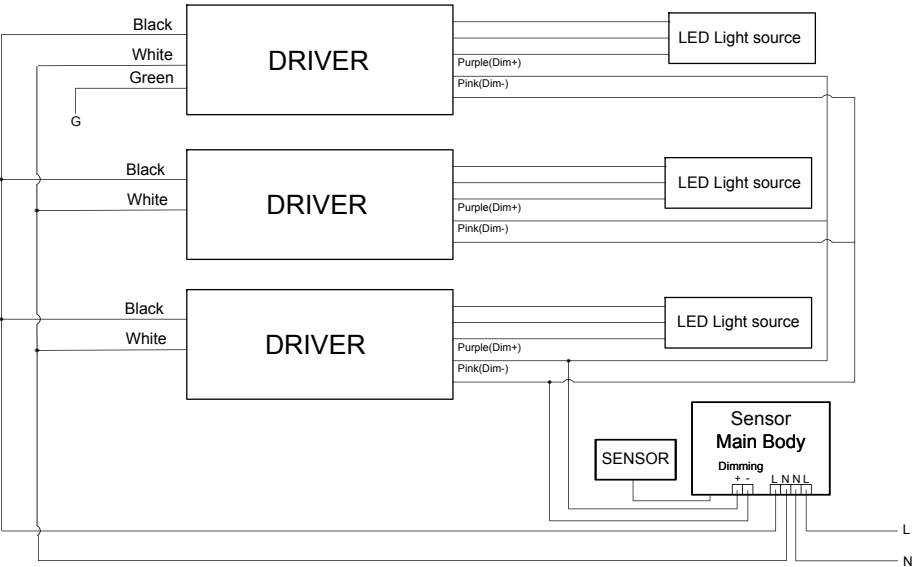 Black
White
Green
G
DRIVER
Purple(Dim+)
Pink(Dim-)
LED Light source
Black
White
DRIVER
Purple(Dim+)
Pink(Dim-)
LED Light source
Black
White
DRIVER
Purple(Dim+)
Pink(Dim-)
LED Light source
SENSOR
Sensor
Main Body
Dimming
+ - L N N L
L
N